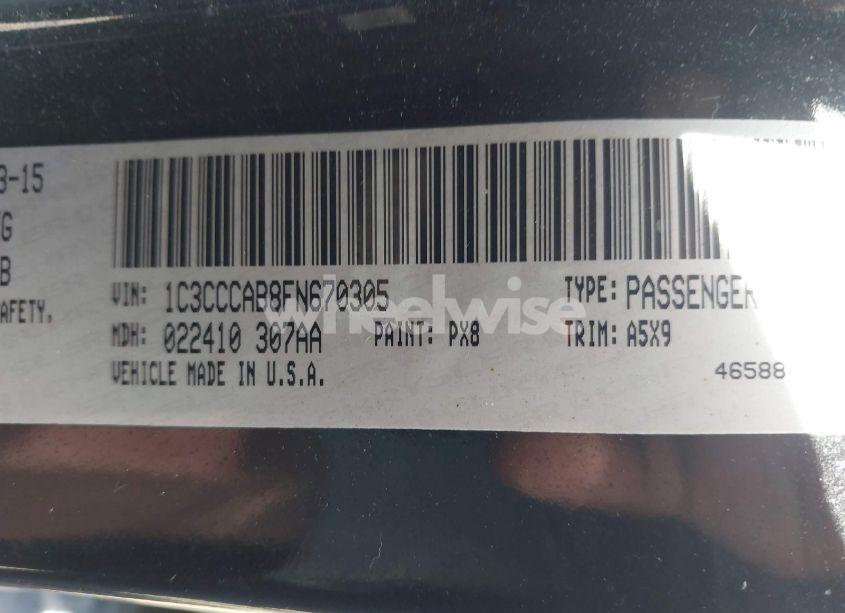 3-15
G
B
AFETY,
VIN: 1C3CCCAB8FN670305 TYPE: PASSENGER
MDH: 022410 307AA PAINT: PX8 TRIM: A5X9
VEHICLE MADE IN U.S.A. 46588
wheelwise